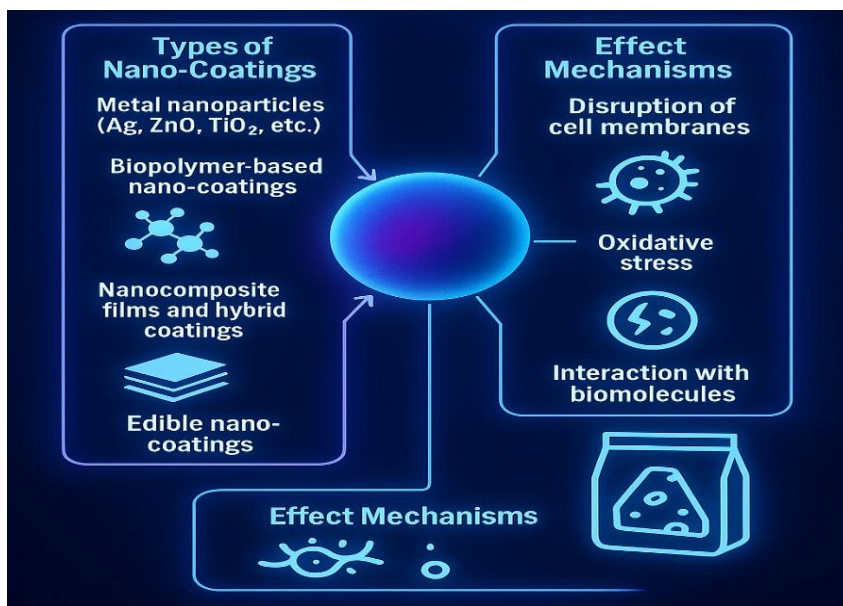 Types of
Nano-Coatings
Metal nanoparticles
(Ag, ZnO, TiO₂, etc.)
Biopolymer-based
nano-coatings
Nanocomposite
films and hybrid
coatings
Edible nano-
coatings
Effect
Mechanisms
Disruption of
cell membranes
Oxidative
stress
Interaction with
biomolecules
Effect Mechanisms